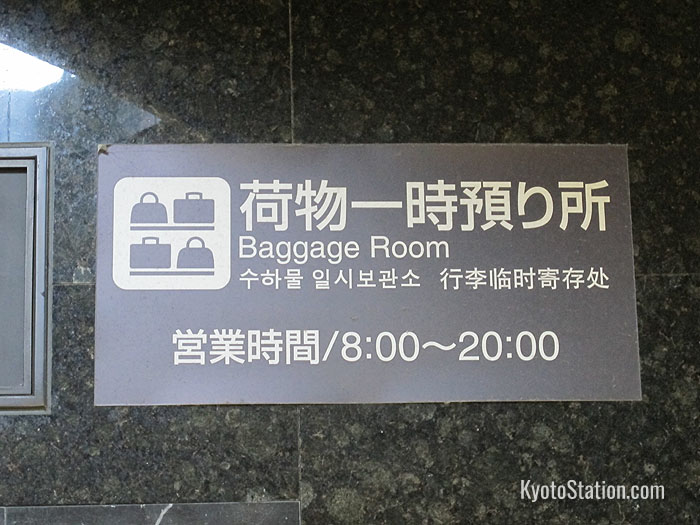 荷物一時預り所
Baggage Room
수하물 일시보관소 行李临时寄存处
営業時間/8:00～20:00
KyotoStation.com